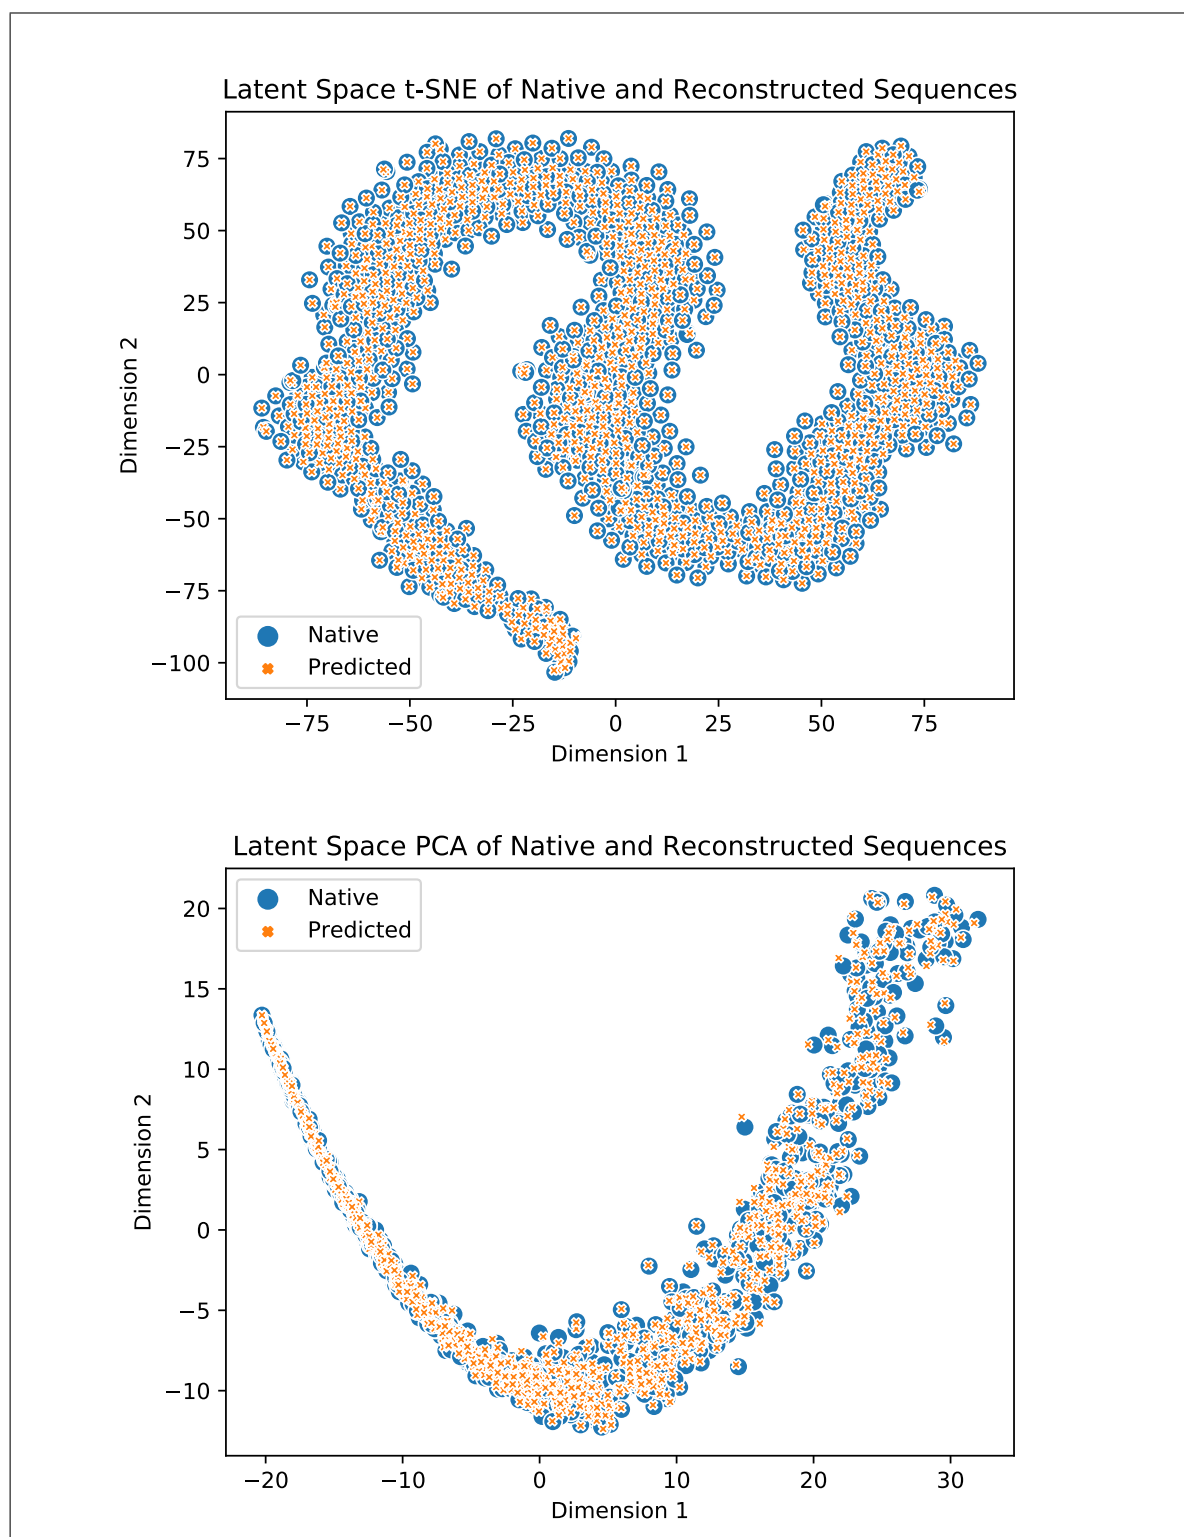 Latent Space t-SNE of Native and Reconstructed Sequences
75
50
25
0
−25
−50
−75
−100
Dimension 2
Native
Predicted
−75 −50 −25 0 25 50 75
Dimension 1
Latent Space PCA of Native and Reconstructed Sequences
Native
Predicted
20
15
10
5
0
−5
−10
Dimension 2
−20 −10 0 10 20 30
Dimension 1